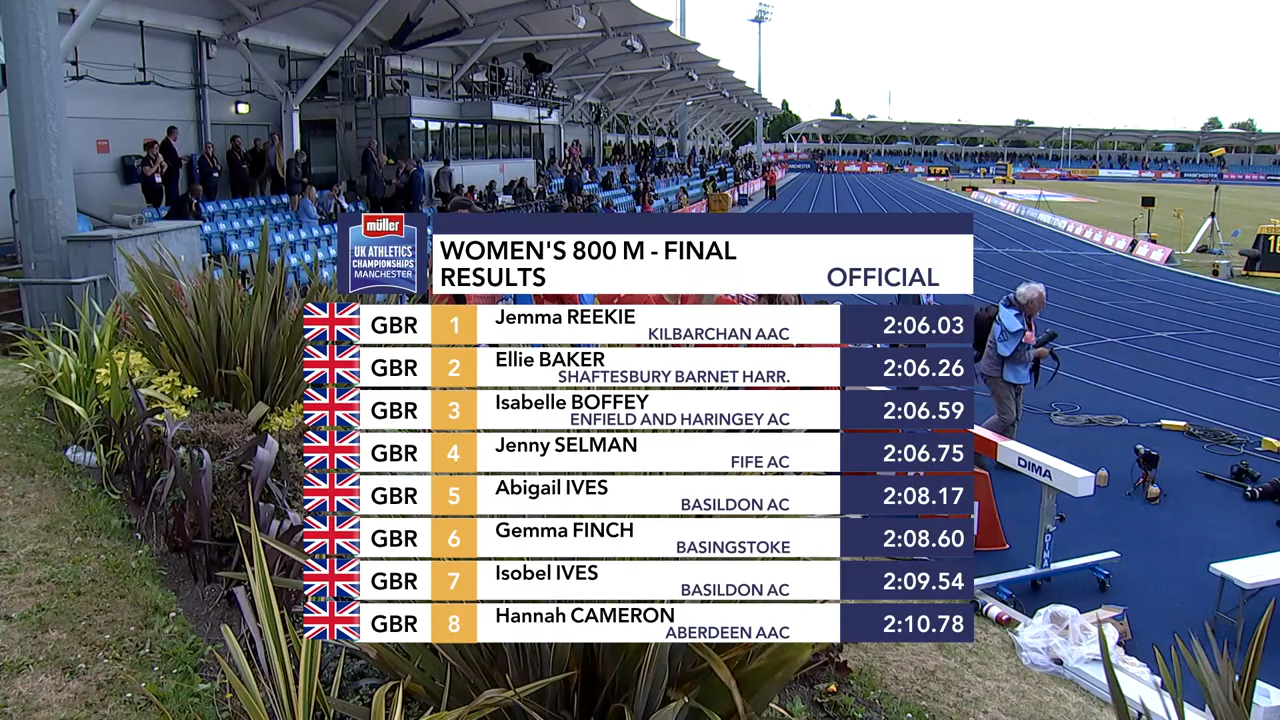 müller
UK ATHLETICS
CHAMPIONSHIPS
MANCHESTER
WOMEN'S 800 M - FINAL
RESULTS
OFFICIAL
GBR 1 Jemma REEKIE 2:06.03
KILBARCHAN AAC
GBR 2 Ellie BAKER 2:06.26
SHAFTESBURY BARNET HARR.
GBR 3 Isabelle BOFFEY 2:06.59
ENFIELD AND HARINGEY AC
GBR 4 Jenny SELMAN 2:06.75
FIFE AC
GBR 5 Abigail IVES 2:08.17
BASILDON AC
GBR 6 Gemma FINCH 2:08.60
BASINGSTOKE
GBR 7 Isobel IVES 2:09.54
BASILDON AC
GBR 8 Hannah CAMERON 2:10.78
ABERDEEN AAC
DIMA
DIMA
MANCHESTER